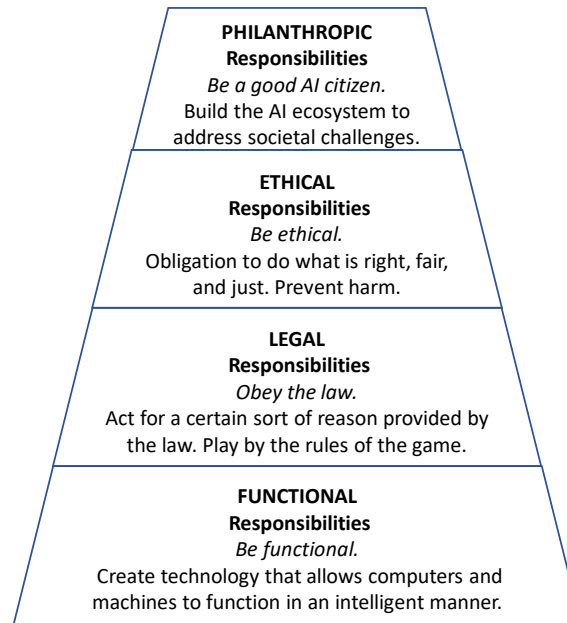 PHILANTHROPIC
Responsibilities
Be a good AI citizen.
Build the AI ecosystem to
address societal challenges.
ETHICAL
Responsibilities
Be ethical.
Obligation to do what is right, fair,
and just. Prevent harm.
LEGAL
Responsibilities
Obey the law.
Act for a certain sort of reason provided by
the law. Play by the rules of the game.
FUNCTIONAL
Responsibilities
Be functional.
Create technology that allows computers and
machines to function in an intelligent manner.